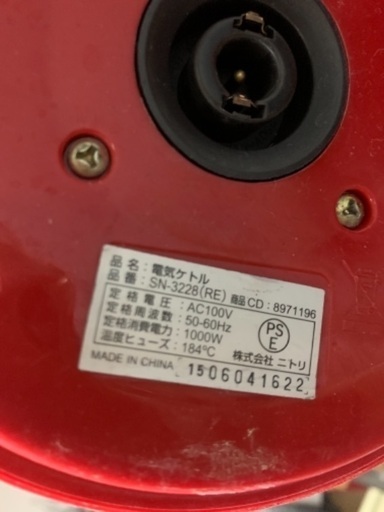 品名：電気ケトル
品番：SN-3228(RE) 商品CD：8971196
定格電圧：AC100V
定格周波数：50-60Hz
定格消費電力：1000W
温度ヒューズ：184℃
PS
E
株式会社ニトリ
MADE IN CHINA
1506041622